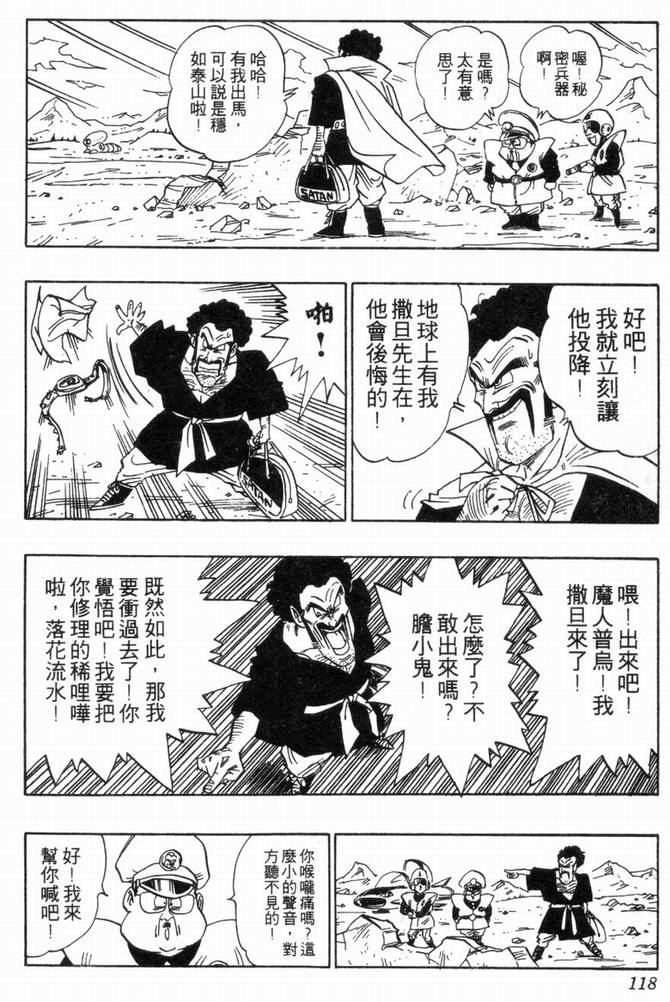 喔！秘
密兵器
啊！
是嗎？
太有意
思了！
哈哈！
有我出馬，
可以説是穩
如泰山啦！
SATAN
好吧！
我就立刻讓
他投降！
地球上有我
撒旦先生在，
他會後悔的！
啪！
SATAN
喂！出來吧！
魔人普烏！我
撒旦來了！
怎麼了？不
敢出來嗎？
膽小鬼！
既然如此，那我
要衝過去了！你
覺悟吧！我要把
你修理的稀哩嘩
啦，落花流水！
你喉嚨痛嗎？這
麼小的聲音，對
方聽不見的！
好！我來
幫你喊吧！
118